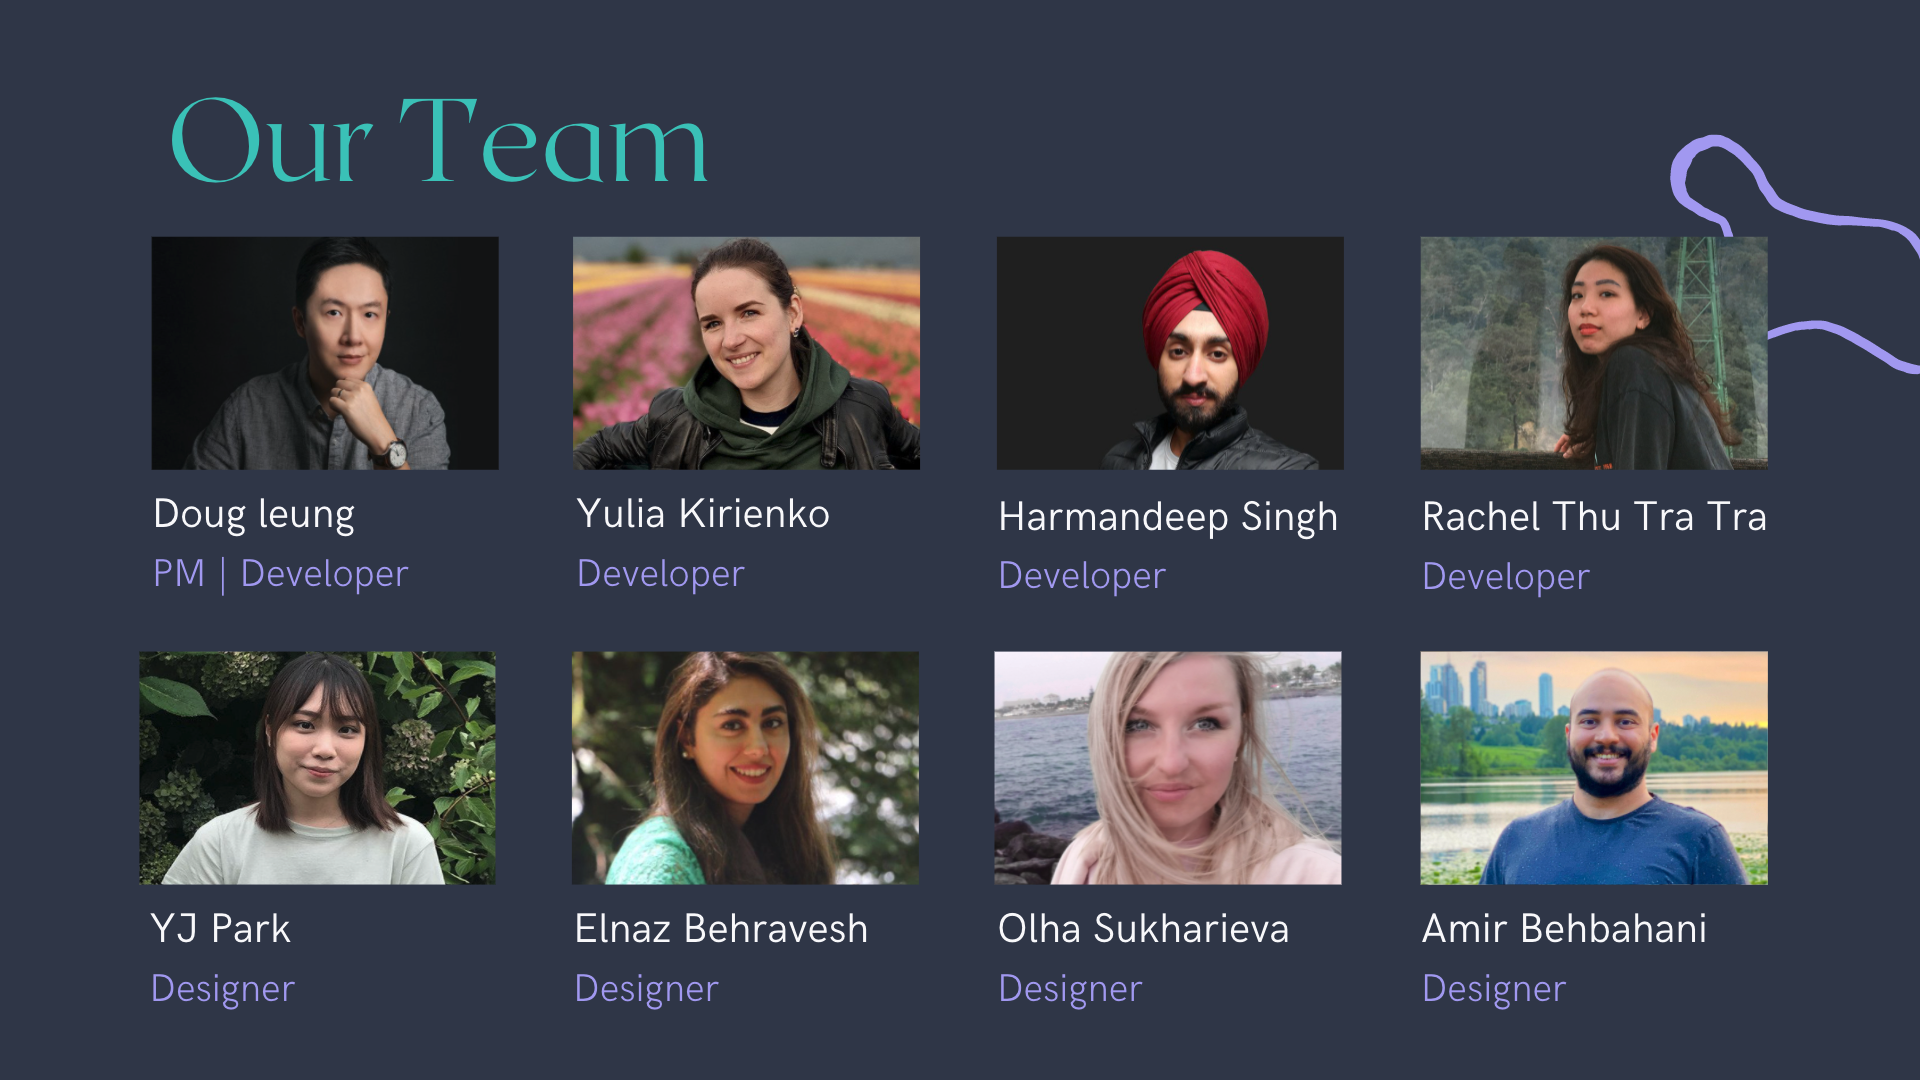 Our Team
Doug leung
PM | Developer
Yulia Kirienko
Developer
Harmandeep Singh
Developer
Rachel Thu Tra Tra
Developer
YJ Park
Designer
Elnaz Behravesh
Designer
Olha Sukharieva
Designer
Amir Behbahani
Designer